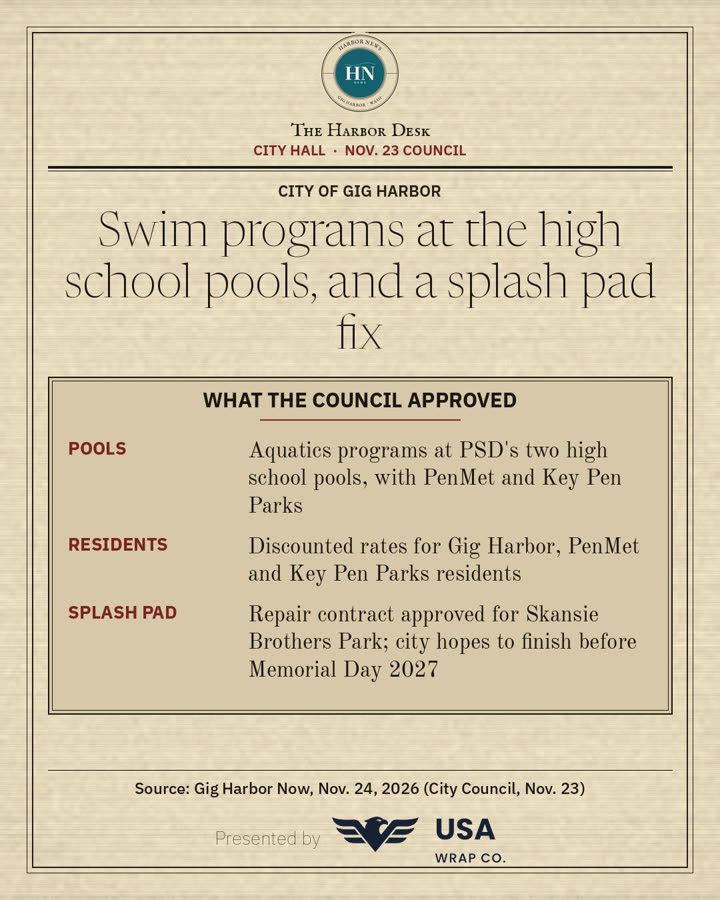 HARBOR NEWS
HN
NEWS
The Harbor Desk
CITY HALL · NOV. 23 COUNCIL
CITY OF GIG HARBOR
Swim programs at the high
school pools, and a splash pad
fix
WHAT THE COUNCIL APPROVED
POOLS
Aquatics programs at PSD's two high
school pools, with PenMet and Key Pen
Parks
RESIDENTS
Discounted rates for Gig Harbor, PenMet
and Key Pen Parks residents
SPLASH PAD
Repair contract approved for Skansie
Brothers Park; city hopes to finish before
Memorial Day 2027
Source: Gig Harbor Now, Nov. 24, 2026 (City Council, Nov. 23)
Presented by
USA
WRAP CO.